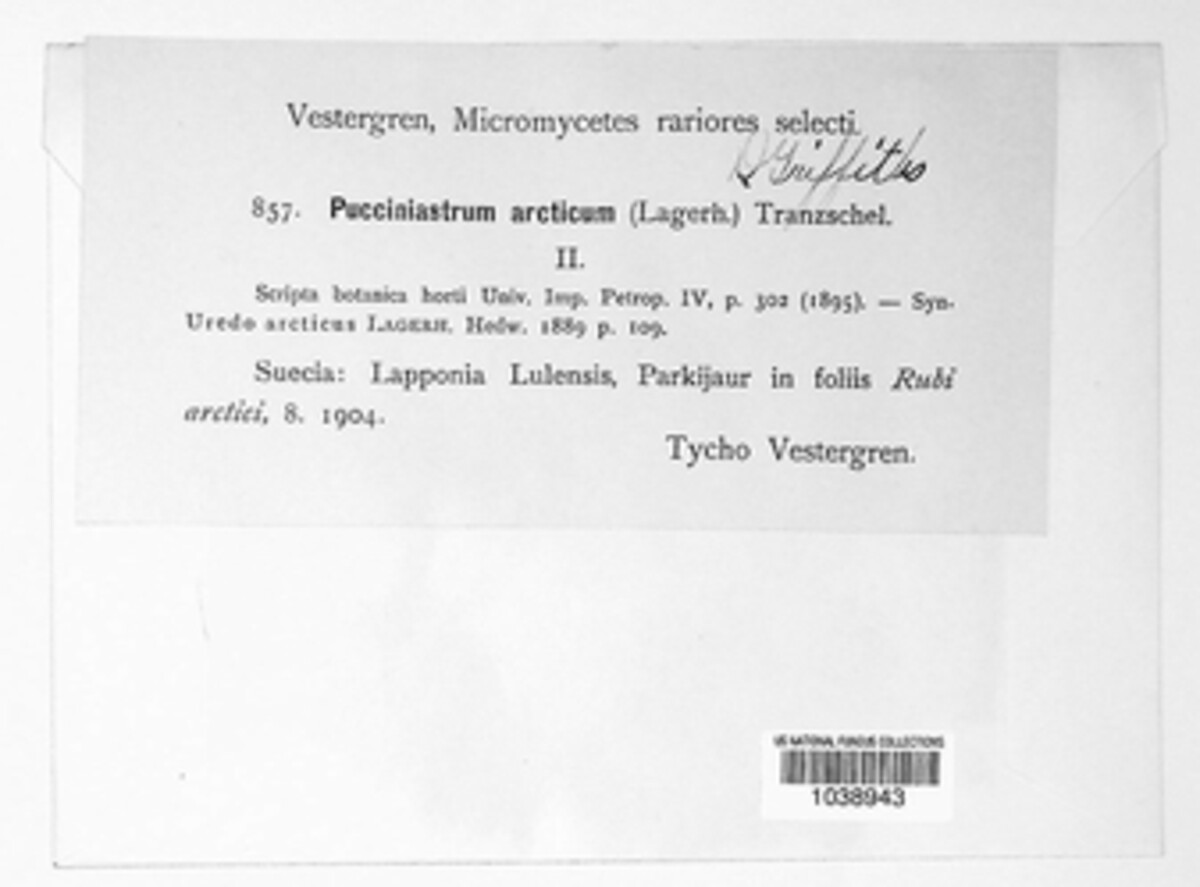 Vestergren, Micromycetes rariores selecti.
D Griffiths
857. Pucciniastrum arcticum (Lagerh.) Tranzschel.
II.
Scripta botanica horti Univ. Imp. Petrop. IV, p. 302 (1895). — Syn.
Uredo arcticus LAGERH. Hedw. 1889 p. 109.
Suecia: Lapponia Lulensis, Parkijaur in foliis Rubi
arctici, 8. 1904.
Tycho Vestergren.
US NATIONAL FUNGUS COLLECTIONS
1038943